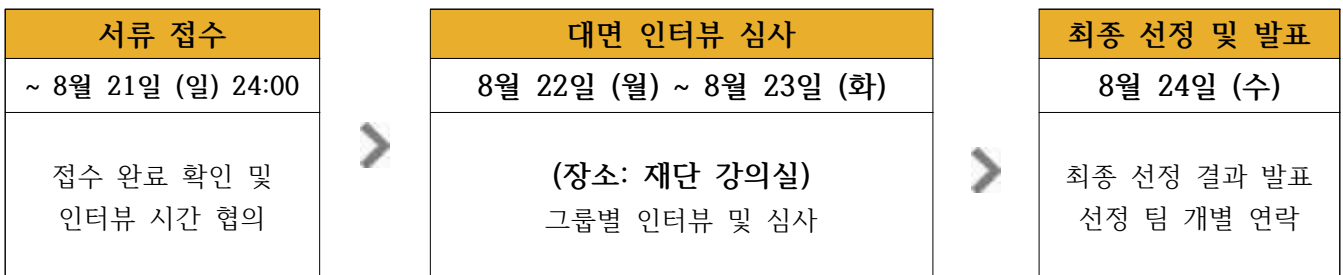 서류 접수
~ 8월 21일 (일) 24:00
접수 완료 확인 및
인터뷰 시간 협의
대면 인터뷰 심사
8월 22일 (월) ~ 8월 23일 (화)
(장소: 재단 강의실)
그룹별 인터뷰 및 심사
최종 선정 및 발표
8월 24일 (수)
최종 선정 결과 발표
선정 팀 개별 연락